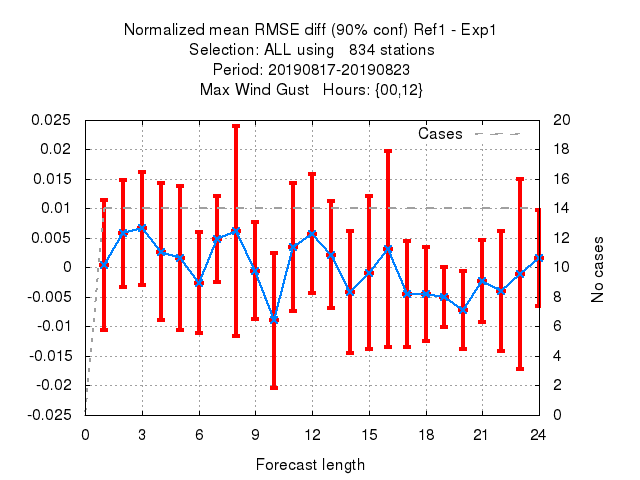 Normalized mean RMSE diff (90% conf) Ref1 - Exp1
Selection: ALL using   834 stations
Period: 20190817-20190823
Max Wind Gust   Hours: {00,12}
Cases
0.025
0.02
0.015
0.01
0.005
0
-0.005
-0.01
-0.015
-0.02
-0.025
20
18
16
14
12
10
8
6
4
2
0
No cases
0 3 6 9 12 15 18 21 24
Forecast length